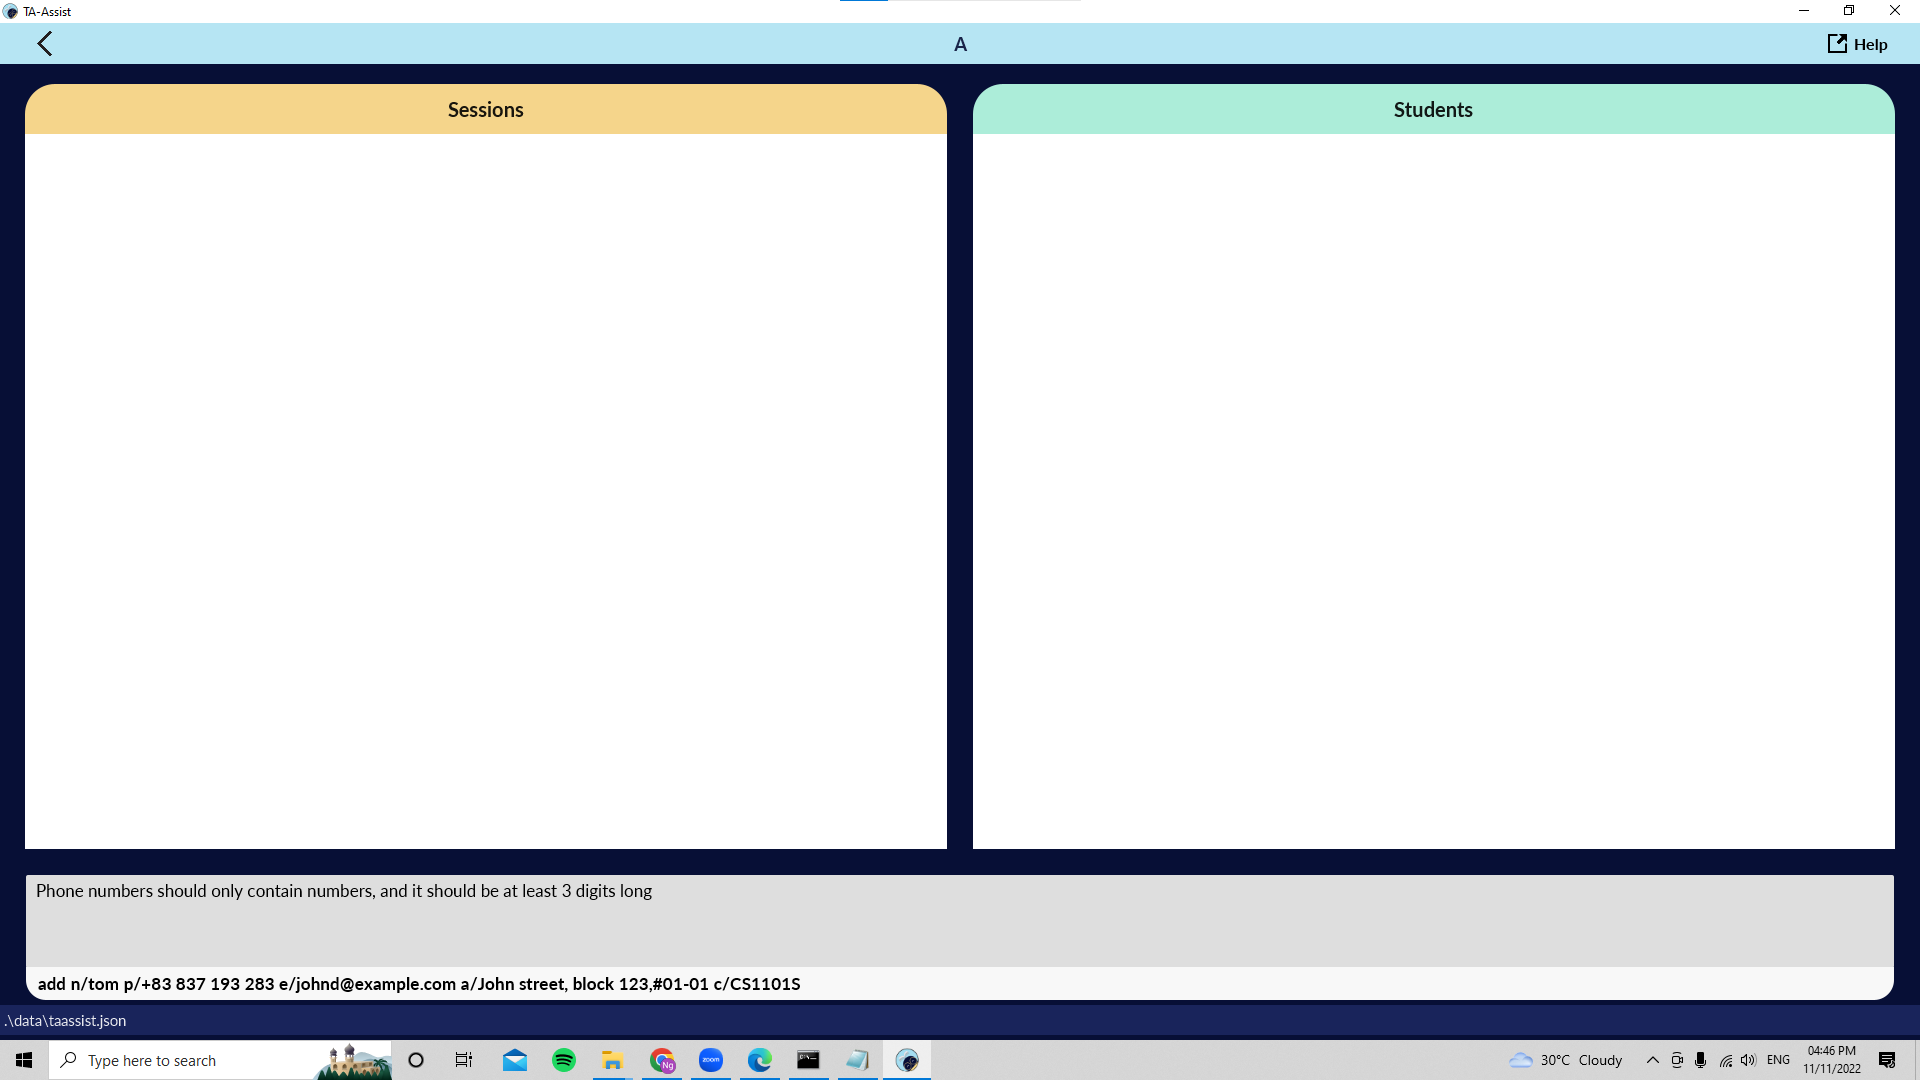 TA-Assist
A
Help
Sessions
Students
Phone numbers should only contain numbers, and it should be at least 3 digits long
add n/tom p/+83 837 193 283 e/johnd@example.com a/John street, block 123,#01-01 c/CS1101S
.\data\taassist.json
Type here to search
Ng
zoom
30°C Cloudy
ENG
04:46 PM
11/11/2022